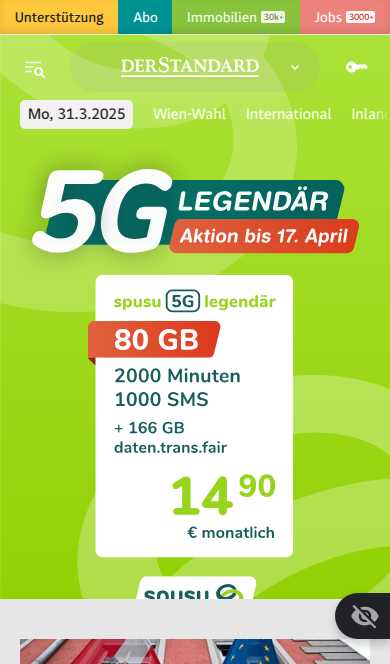 Unterstützung Abo Immobilien 30k+ Jobs 3000+
DERSTANDARD
Mo, 31.3.2025 Wien-Wahl International Inlan
5G LEGENDÄR
Aktion bis 17. April
spusu 5G legendär
80 GB
2000 Minuten
1000 SMS
+ 166 GB
daten.trans.fair
14 90
€ monatlich
spusu